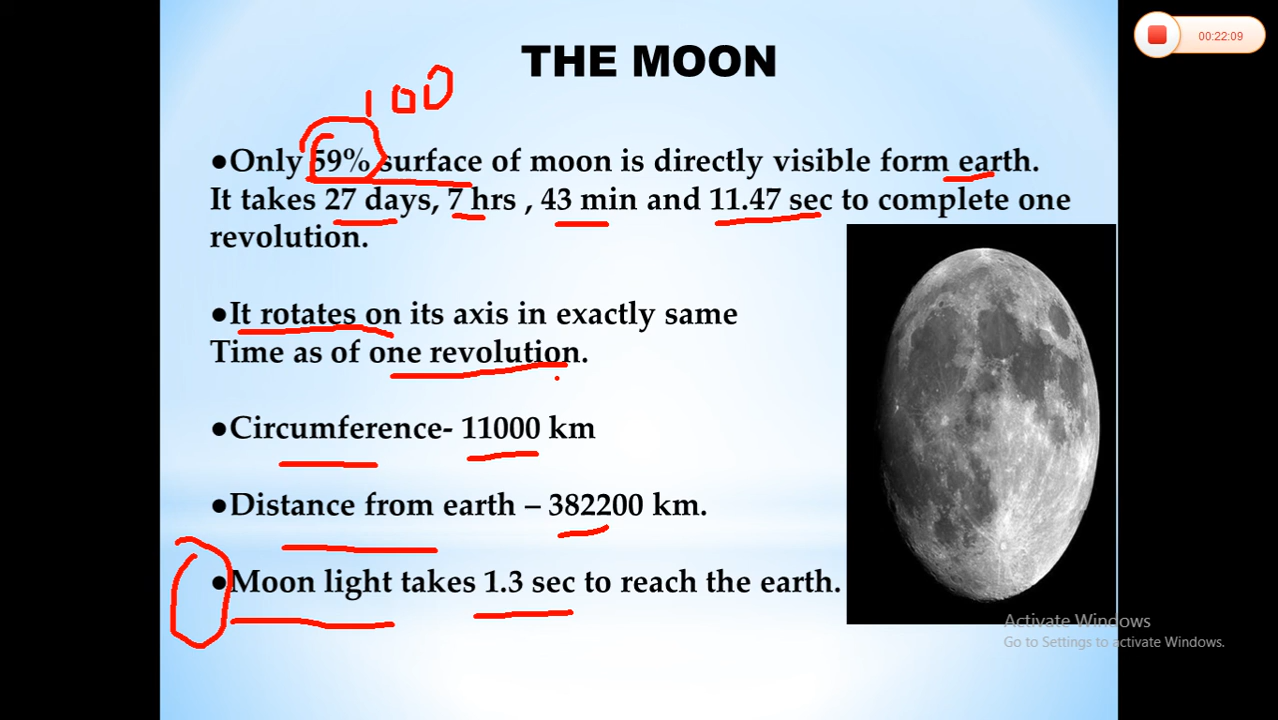 00:22:09
THE MOON
100
●Only 59% surface of moon is directly visible form earth.
It takes 27 days, 7 hrs , 43 min and 11.47 sec to complete one
revolution.
●It rotates on its axis in exactly same
Time as of one revolution.
●Circumference- 11000 km
●Distance from earth – 382200 km.
●Moon light takes 1.3 sec to reach the earth.
Activate Windows
Go to Settings to activate Windows.